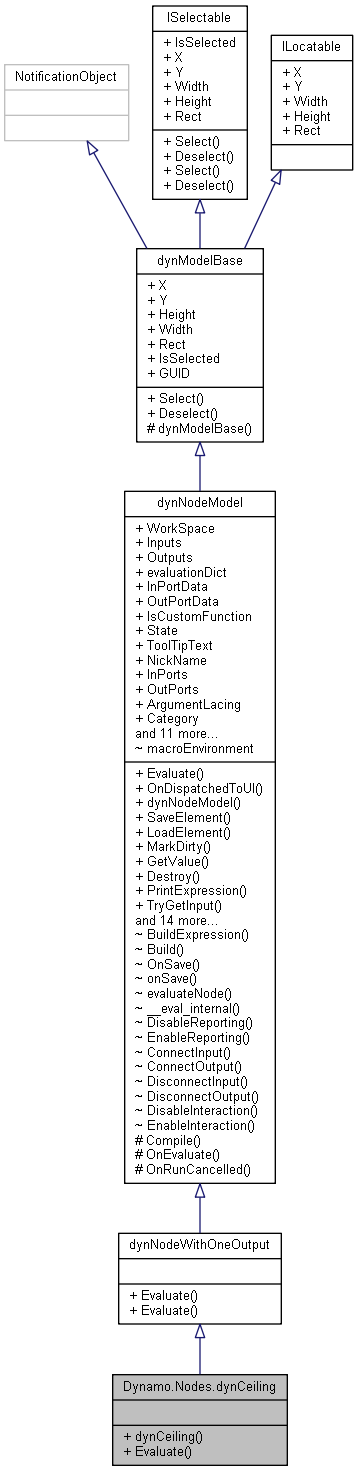 ISelectable
+ IsSelected
+ X
+ Y
+ Width
+ Height
+ Rect
+ Select()
+ Deselect()
+ Select()
+ Deselect()
ILocatable
+ X
+ Y
+ Width
+ Height
+ Rect
NotificationObject
dynModelBase
+ X
+ Y
+ Height
+ Width
+ Rect
+ IsSelected
+ GUID
+ Select()
+ Deselect()
# dynModelBase()
dynNodeModel
+ WorkSpace
+ Inputs
+ Outputs
+ evaluationDict
+ InPortData
+ OutPortData
+ IsCustomFunction
+ State
+ ToolTipText
+ NickName
+ InPorts
+ OutPorts
+ ArgumentLacing
+ Category
and 11 more...
~ macroEnvironment
+ Evaluate()
+ OnDispatchedToUI()
+ dynNodeModel()
+ SaveElement()
+ LoadElement()
+ MarkDirty()
+ GetValue()
+ Destroy()
+ PrintExpression()
+ TryGetInput()
and 14 more...
~ BuildExpression()
~ Build()
~ OnSave()
~ onSave()
~ evaluateNode()
~ __eval_internal()
~ DisableReporting()
~ EnableReporting()
~ ConnectInput()
~ ConnectOutput()
~ DisconnectInput()
~ DisconnectOutput()
~ DisableInteraction()
~ EnableInteraction()
# Compile()
# OnEvaluate()
# OnRunCancelled()
dynNodeWithOneOutput
+ Evaluate()
+ Evaluate()
Dynamo.Nodes.dynCeiling
+ dynCeiling()
+ Evaluate()